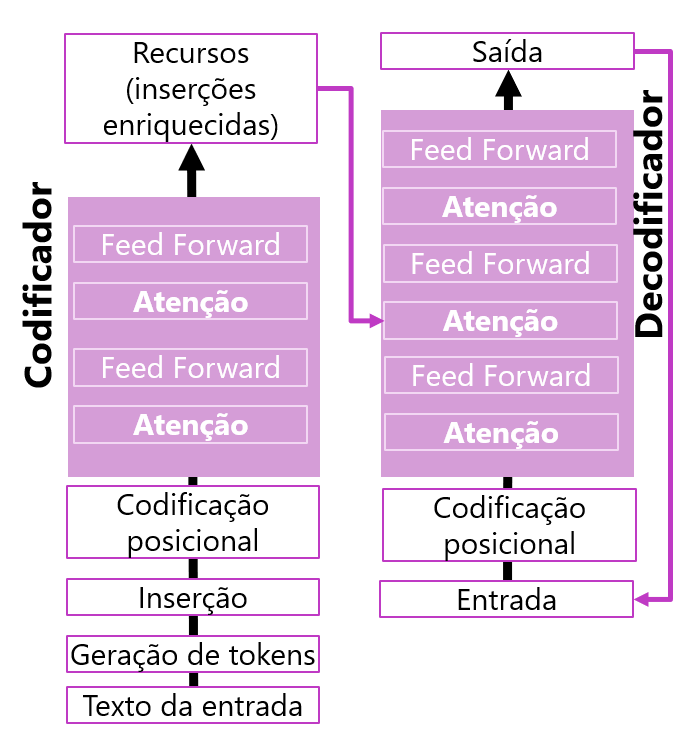 Codificador
Recursos
(inserções
enriquecidas)
Feed Forward
Atenção
Feed Forward
Atenção
Codificação
posicional
Inserção
Geração de tokens
Texto da entrada
Decodificador
Saída
Feed Forward
Atenção
Feed Forward
Atenção
Feed Forward
Atenção
Codificação
posicional
Entrada